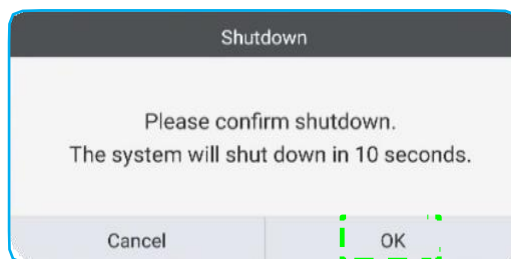 Shutdown
Please confirm shutdown.
The system will shut down in 10 seconds.
Cancel
OK